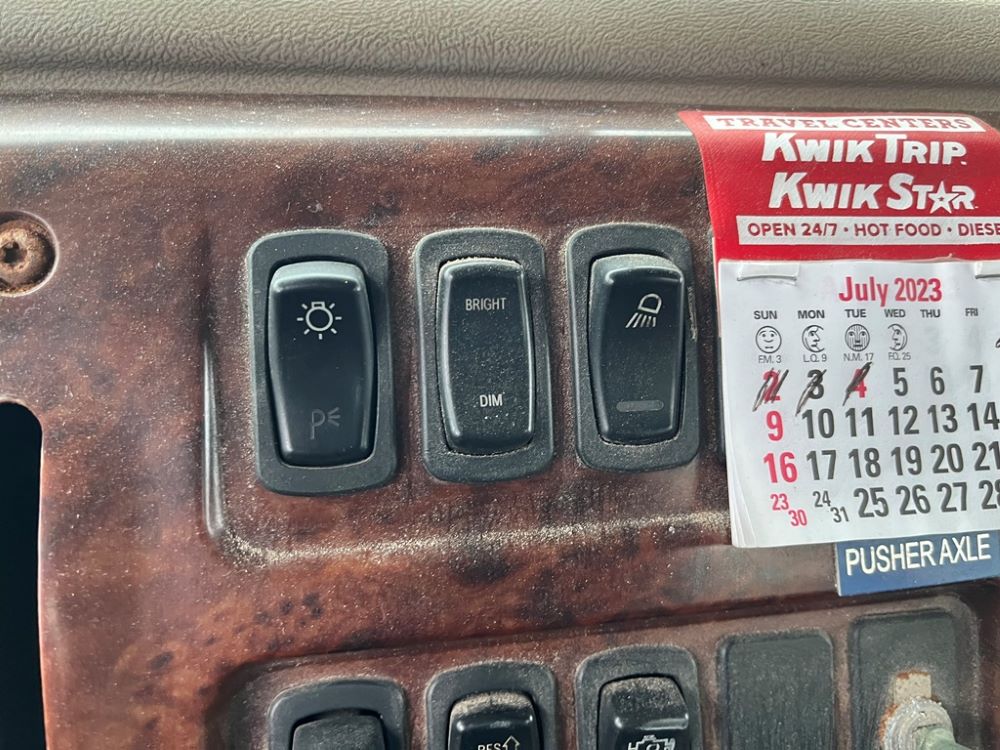 TRAVEL CENTERS
KWIK TRIP
KWIK STAR
OPEN 24/7 • HOT FOOD • DIESE
July 2023
SUN MON TUE WED THU FRI
F.M. 3 L.Q. 9 N.M. 17 F.Q. 25
2 3 4 5 6 7
9 10 11 12 13 14
16 17 18 19 20 21
23 30 24 31 25 26 27 28
PUSHER AXLE
BRIGHT
DIM
P
RES